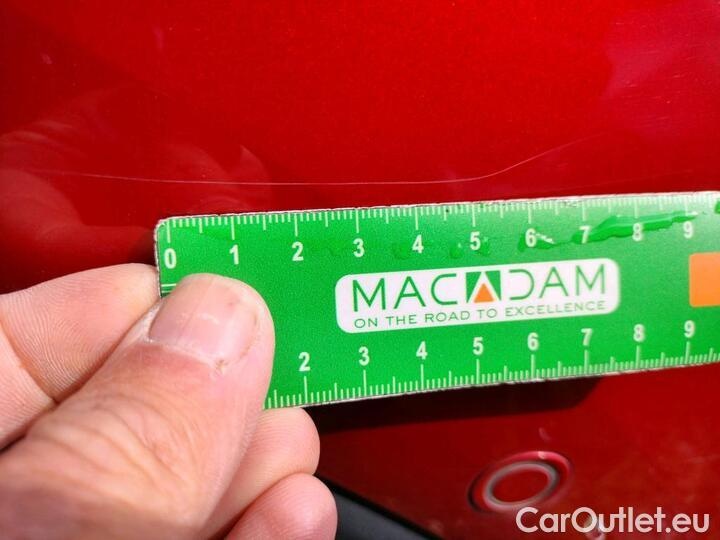 0 1 2 3 4 5 6 7 8 9
MACADAM
ON THE ROAD TO EXCELLENCE
2 3 4 5 6 7 8 9
CarOutlet.eu